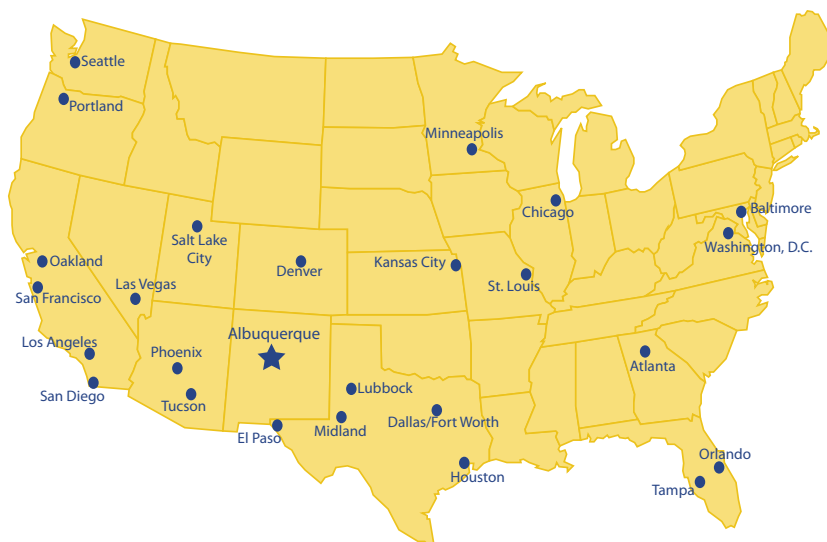 Seattle
Portland
Minneapolis
Chicago
Baltimore
Salt Lake
City
Washington, D.C.
Oakland
Denver
Kansas City
St. Louis
Las Vegas
San Francisco
Albuquerque
Los Angeles
Phoenix
Atlanta
San Diego
Tucson
Lubbock
El Paso
Midland
Dallas/Fort Worth
Orlando
Houston
Tampa